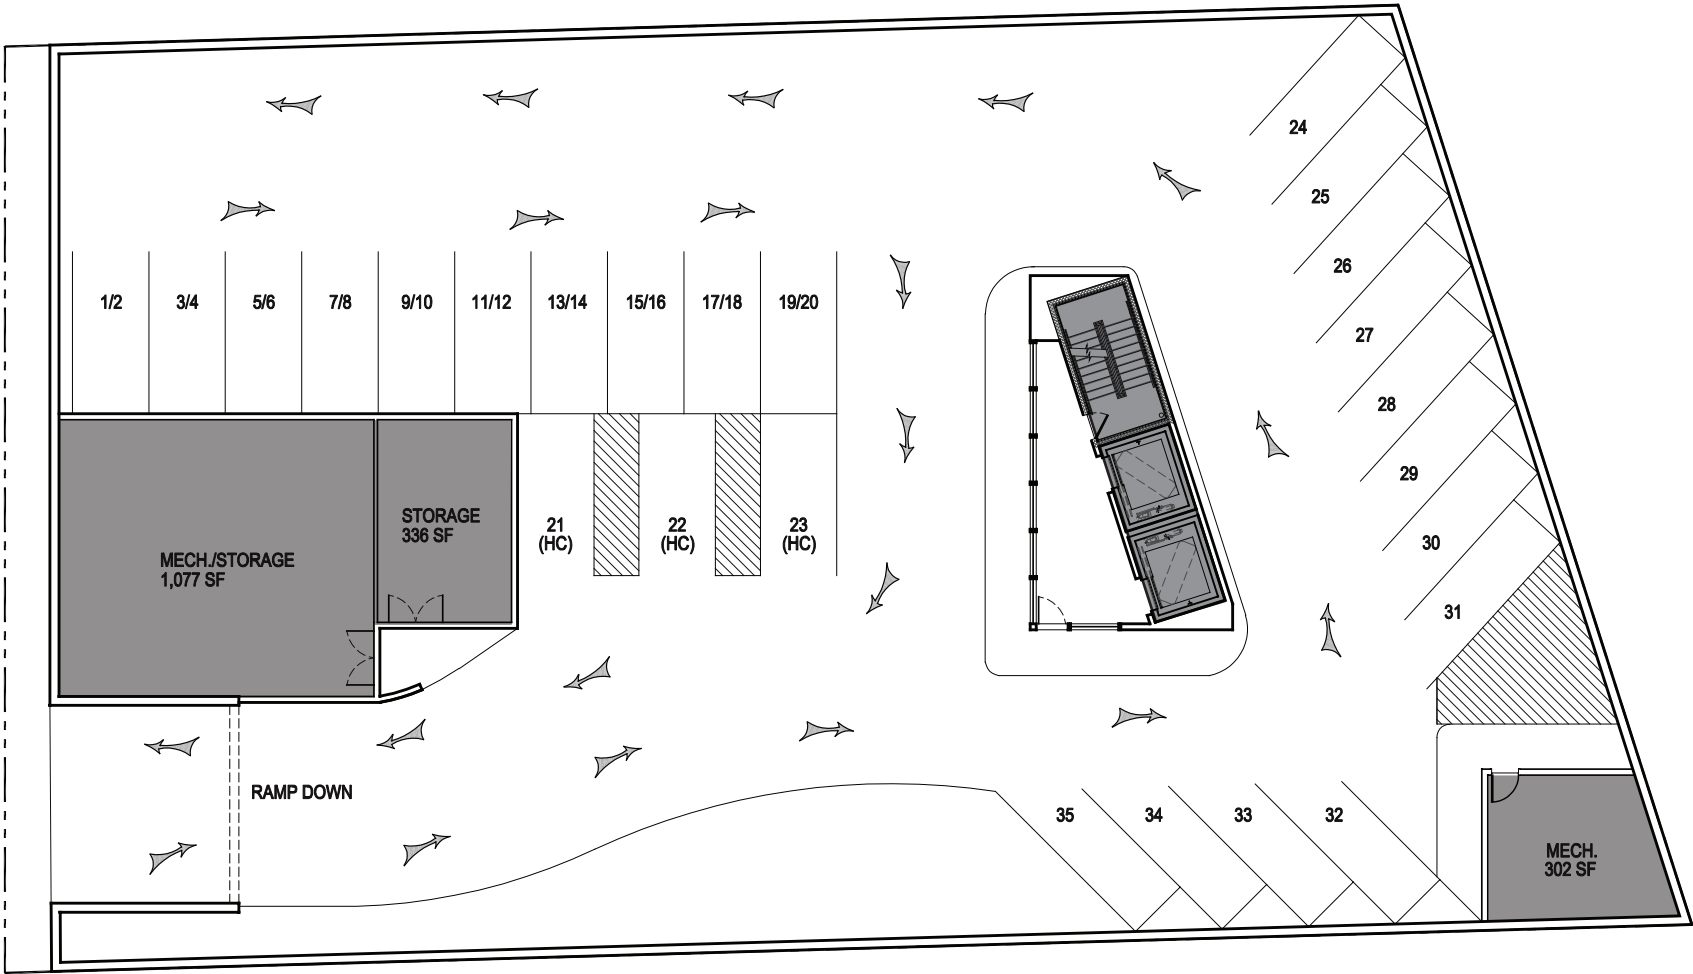 24
25
26
1/2
3/4
5/6
7/8
9/10
11/12
13/14
15/16
17/18
19/20
27
28
29
STORAGE
336 SF
21
(HC)
22
(HC)
23
(HC)
30
MECH./STORAGE
1,077 SF
31
RAMP DOWN
35
34
33
32
MECH.
302 SF